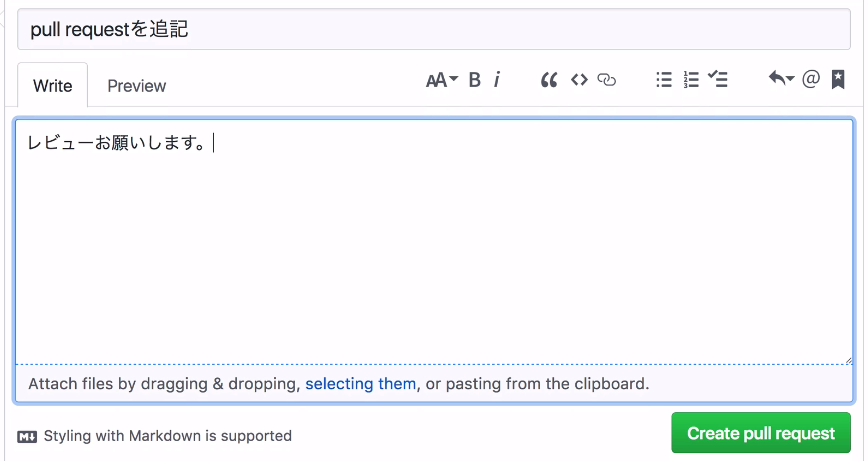 pull requestを追記
Write Preview
レビューお願いします。
Attach files by dragging & dropping, selecting them, or pasting from the clipboard.
Styling with Markdown is supported
Create pull request